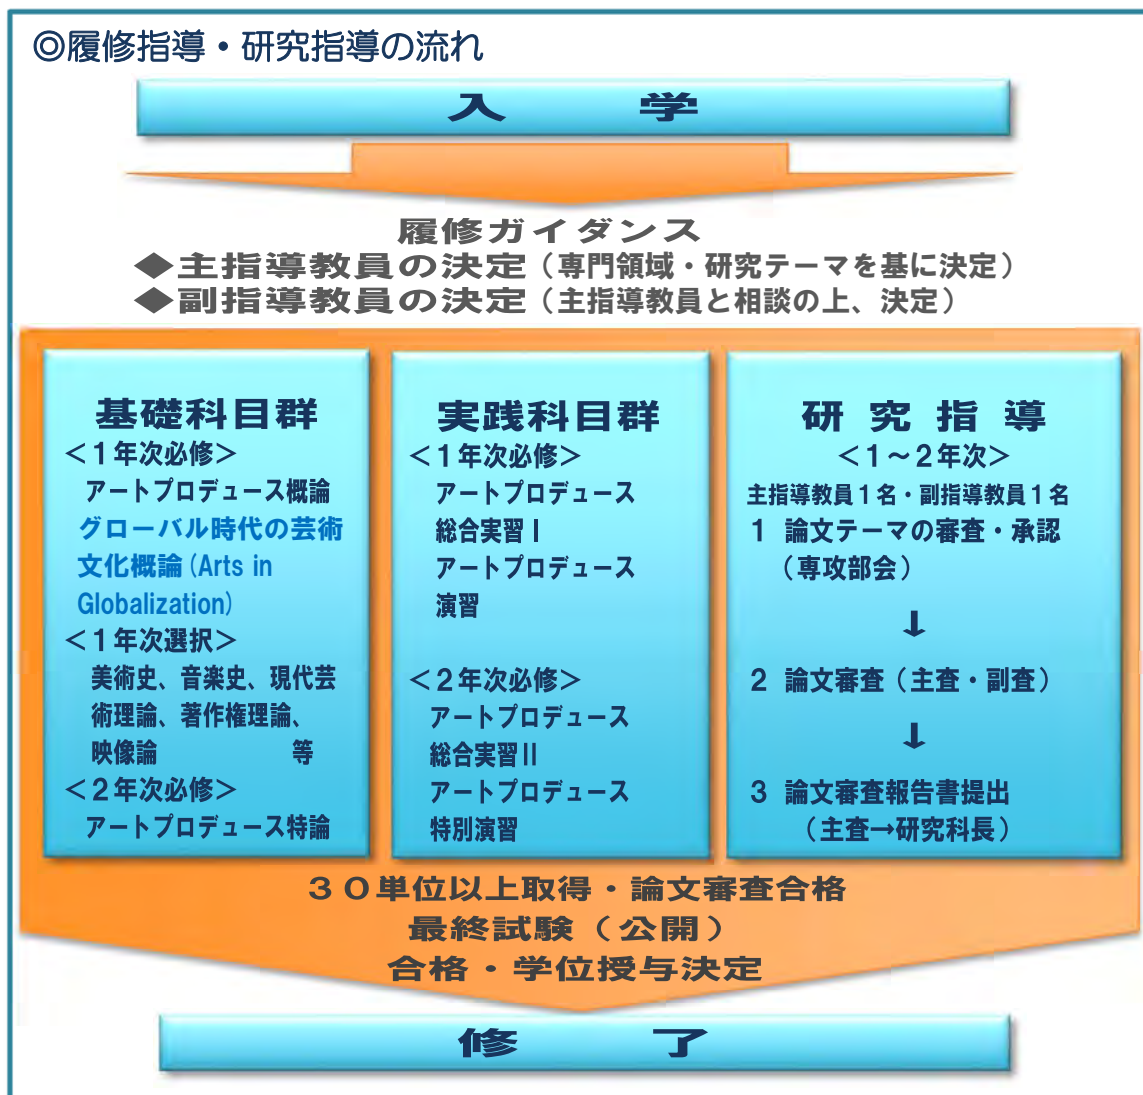 ◎履修指導・研究指導の流れ
入　学
履修ガイダンス
◆主指導教員の決定（専門領域・研究テーマを基に決定）
◆副指導教員の決定（主指導教員と相談の上、決定）
基礎科目群
＜１年次必修＞
アートプロデュース概論
グローバル時代の芸術
文化概論(Arts in
Globalization)
＜１年次選択＞
美術史、音楽史、現代芸
術理論、著作権理論、
映像論　　　　　等
＜２年次必修＞
アートプロデュース特論
実践科目群
＜１年次必修＞
アートプロデュース
総合実習Ⅰ
アートプロデュース
演習
＜２年次必修＞
アートプロデュース
総合実習Ⅱ
アートプロデュース
特別演習
研究指導
＜１～２年次＞
主指導教員１名・副指導教員１名
１ 論文テーマの審査・承認
（専攻部会）
↓
２ 論文審査（主査・副査）
↓
３ 論文審査報告書提出
（主査→研究科長）
３０単位以上取得・論文審査合格
最終試験（公開）
合格・学位授与決定
修　了